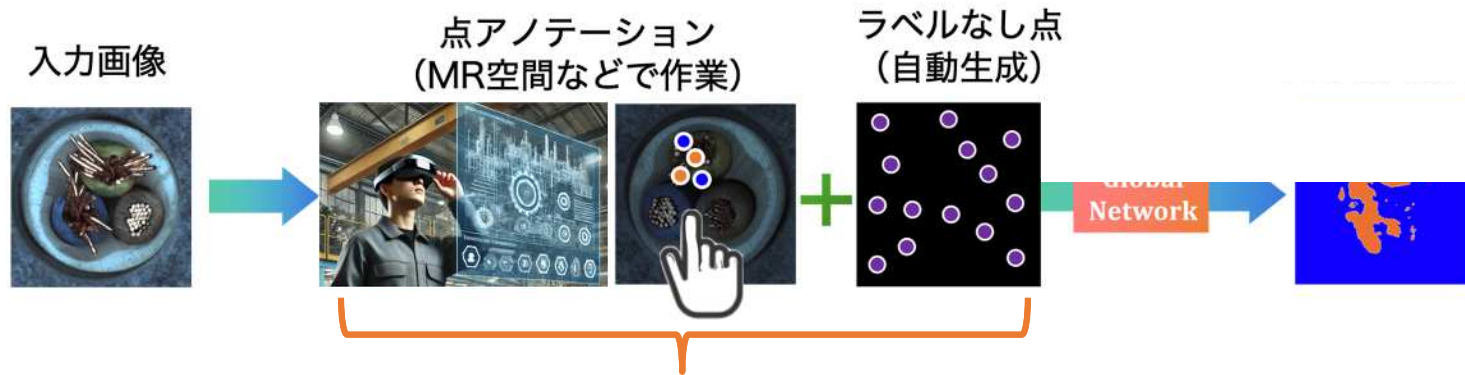 入力画像
点アノテーション
（MR空間などで作業）
ラベルなし点
（自動生成）
Global
Network